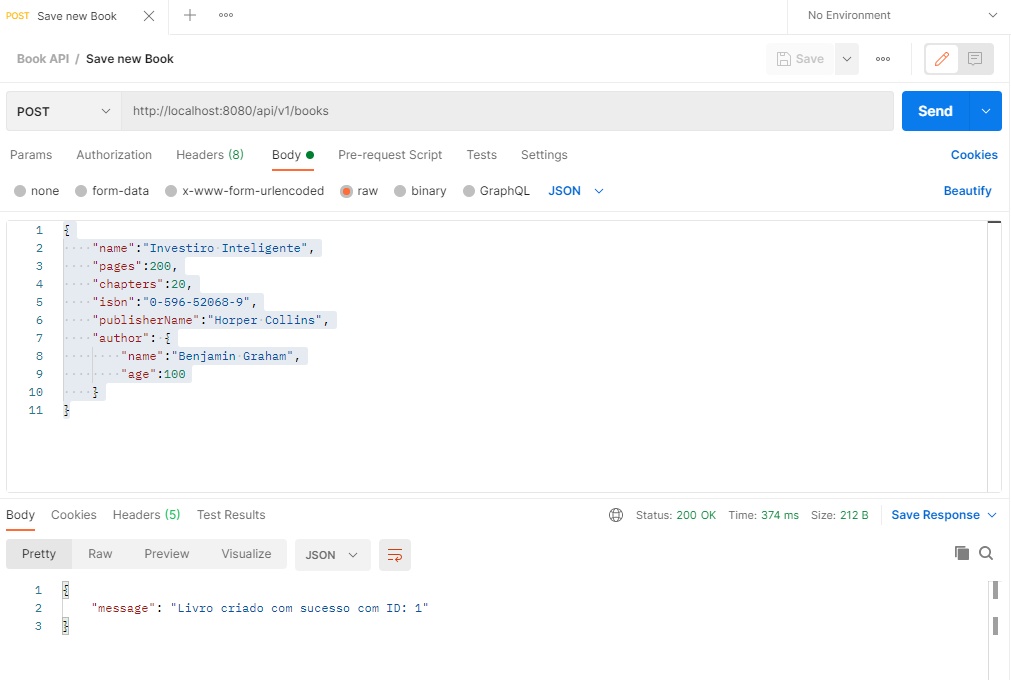 POST Save new Book No Environment
Book API / Save new Book Save
POST http://localhost:8080/api/v1/books Send
Params Authorization Headers (8) Body Pre-request Script Tests Settings Cookies
none form-data x-www-form-urlencoded raw binary GraphQL JSON Beautify
1 {
2 "name":"Investiro Inteligente",
3 "pages":200,
4 "chapters":20,
5 "isbn":"0-596-52068-9",
6 "publisherName":"Horper Collins",
7 "author": {
8 "name":"Benjamin Graham",
9 "age":100
10 }
11 }
Body Cookies Headers (5) Test Results Status: 200 OK Time: 374 ms Size: 212 B Save Response
Pretty Raw Preview Visualize JSON
1 {
2 "message": "Livro criado com sucesso com ID: 1"
3 }